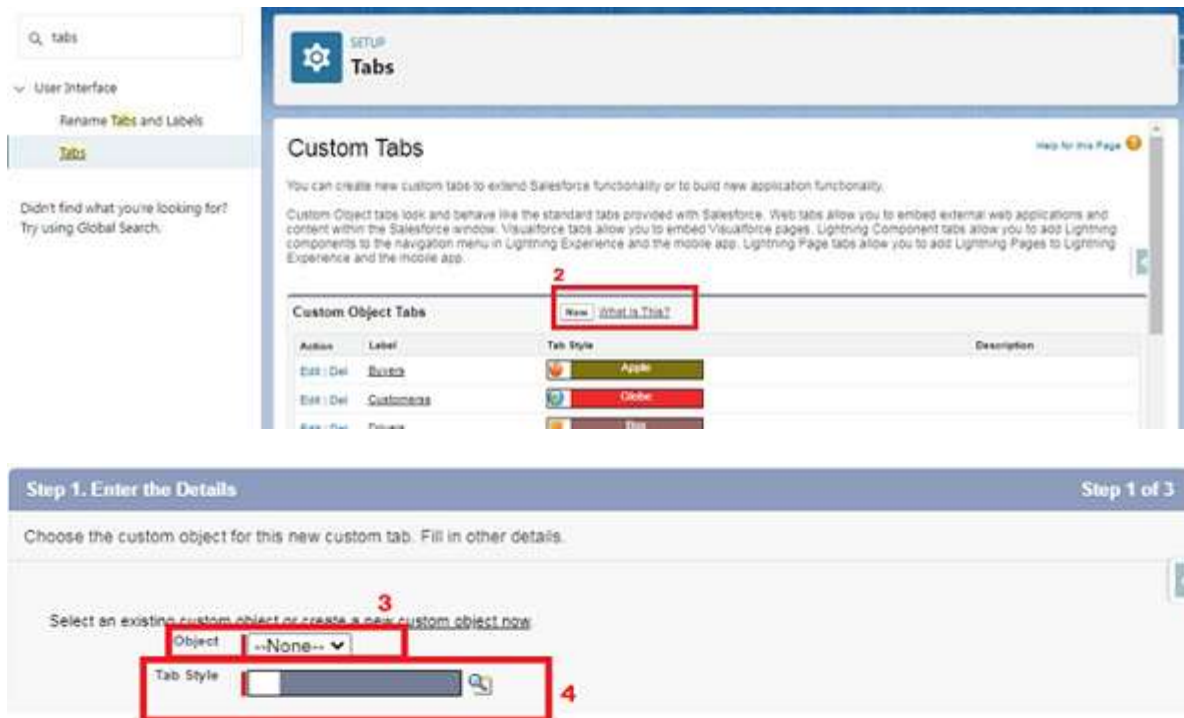 tabs
User Interface
Rename Tabs and Labels
Tabs
Didn't find what you're looking for?
Try using Global Search.
SETUP
Tabs
Custom Tabs
Help for this Page
You can create new custom tabs to extend Salesforce functionality or to build new application functionality.
Custom Object tabs look and behave like the standard tabs provided with Salesforce. Web tabs allow you to embed external web applications and
content within the Salesforce window. Visualforce tabs allow you to embed Visualforce pages. Lightning Component tabs allow you to add Lightning
components to the navigation menu in Lightning Experience and the mobile app. Lightning Page tabs allow you to add Lightning Pages to Lightning
Experience and the mobile app.
2
Custom Object Tabs New What Is This?
Action Label Tab Style Description
Edit | Del Buyers Apple
Edit | Del Customerss Globe
Edit | Del Drivers Box
Step 1. Enter the Details Step 1 of 3
Choose the custom object for this new custom tab. Fill in other details.
3
Select an existing custom object or create a new custom object now.
Object --None--
Tab Style
4